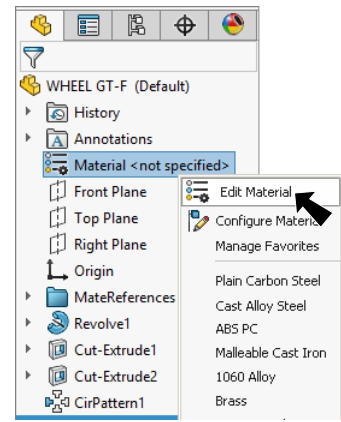 WHEEL GT-F (Default)
History
Annotations
Material <not specified>
Front Plane
Top Plane
Right Plane
Origin
MateReferences
Revolve1
Cut-Extrude1
Cut-Extrude2
CirPattern1
Edit Material
Configure Material
Manage Favorites
Plain Carbon Steel
Cast Alloy Steel
ABS PC
Malleable Cast Iron
1060 Alloy
Brass